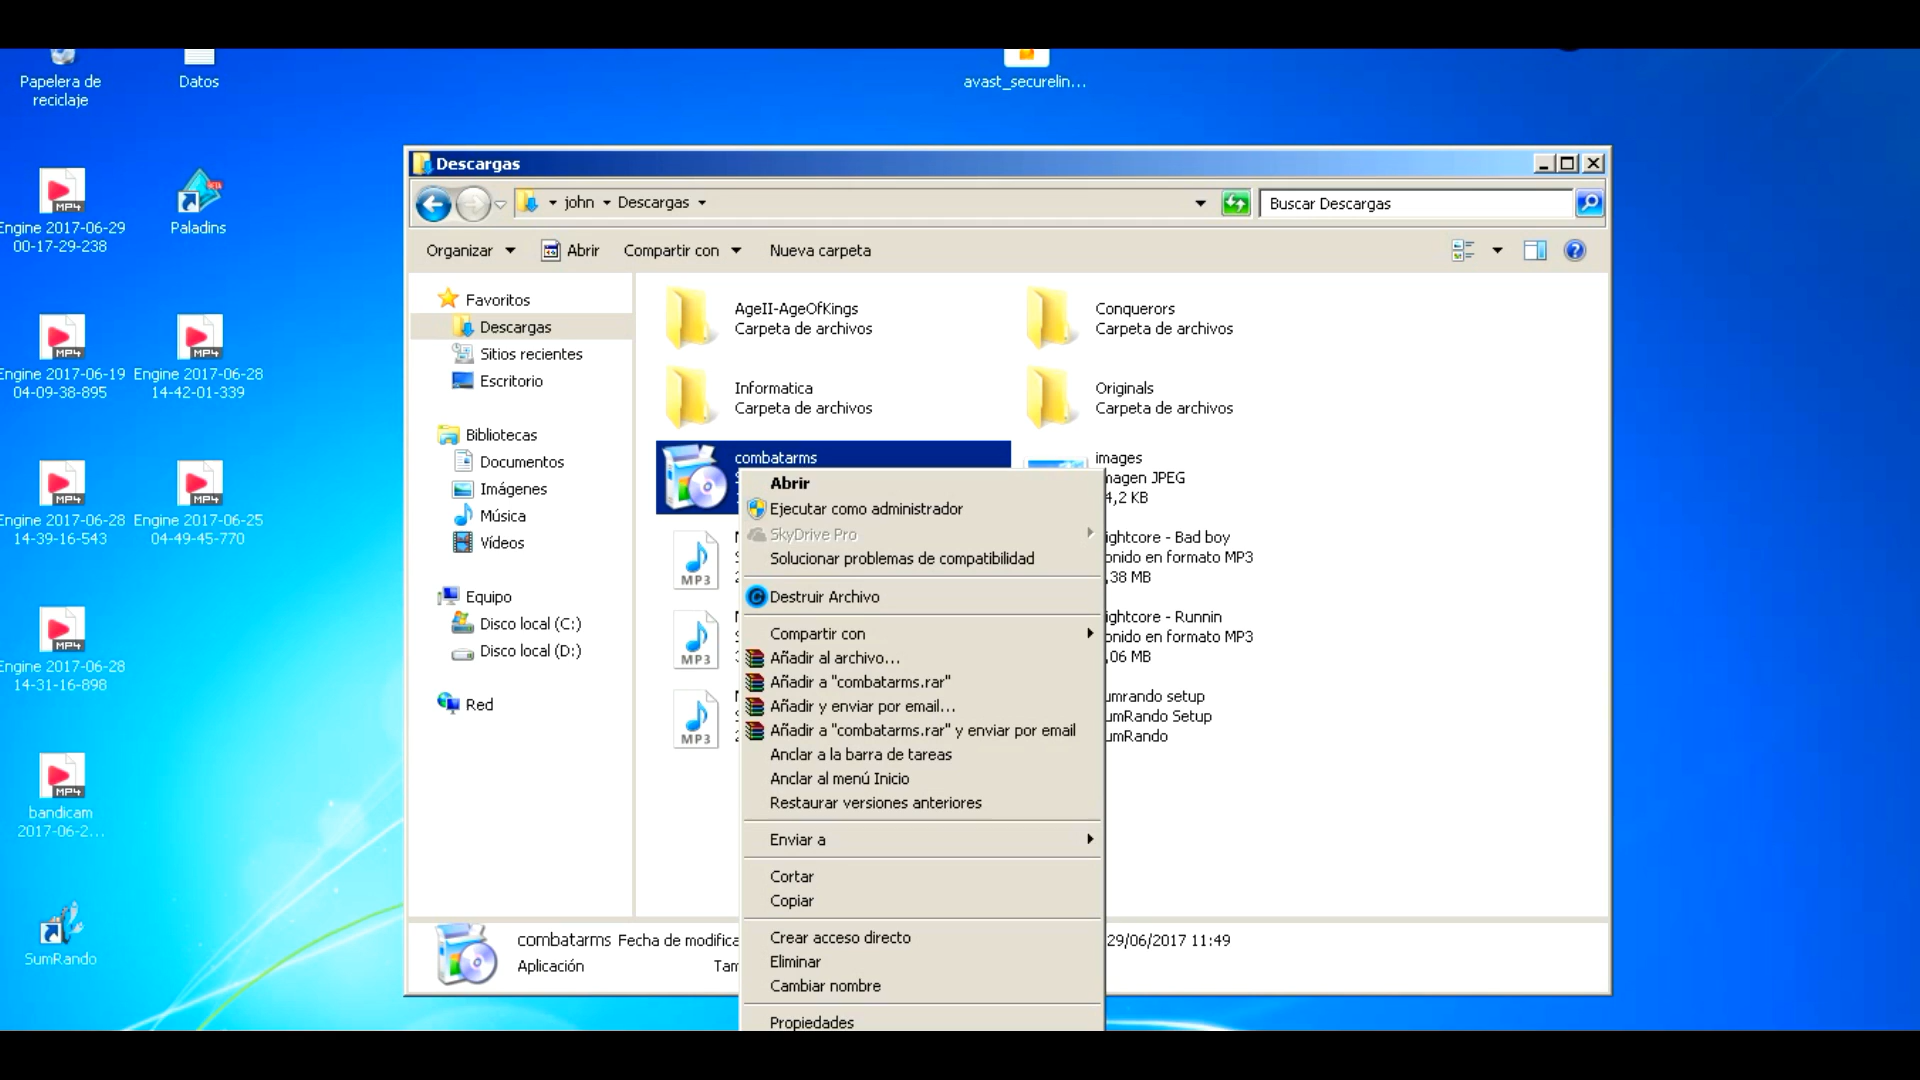 Papelera de
reciclaje
Datos
avast_securelin...
Engine 2017-06-29
00-17-29-238
Paladins
Engine 2017-06-19
04-09-38-895
Engine 2017-06-28
14-42-01-339
Engine 2017-06-28
14-39-16-543
Engine 2017-06-25
04-49-45-770
Engine 2017-06-28
14-31-16-898
bandicam
2017-06-2...
SumRando
Descargas
john Descargas
Buscar Descargas
Organizar Abrir Compartir con Nueva carpeta
Favoritos
Descargas
Sitios recientes
Escritorio
Bibliotecas
Documentos
Imágenes
Música
Vídeos
Equipo
Disco local (C:)
Disco local (D:)
Red
AgeII-AgeOfKings
Carpeta de archivos
Conquerors
Carpeta de archivos
Informatica
Carpeta de archivos
Originals
Carpeta de archivos
combatarms
images
magen JPEG
4,2 KB
MP3
ightcore - Bad boy
onido en formato MP3
,38 MB
MP3
ightcore - Runnin
onido en formato MP3
,06 MB
MP3
umrando setup
umRando Setup
umRando
Abrir
Ejecutar como administrador
SkyDrive Pro
Solucionar problemas de compatibilidad
Destruir Archivo
Compartir con
Añadir al archivo...
Añadir a "combatarms.rar"
Añadir y enviar por email...
Añadir a "combatarms.rar" y enviar por email
Anclar a la barra de tareas
Anclar al menú Inicio
Restaurar versiones anteriores
Enviar a
Cortar
Copiar
Crear acceso directo
Eliminar
Cambiar nombre
Propiedades
combatarms Fecha de modifica
29/06/2017 11:49
Aplicación
Tam